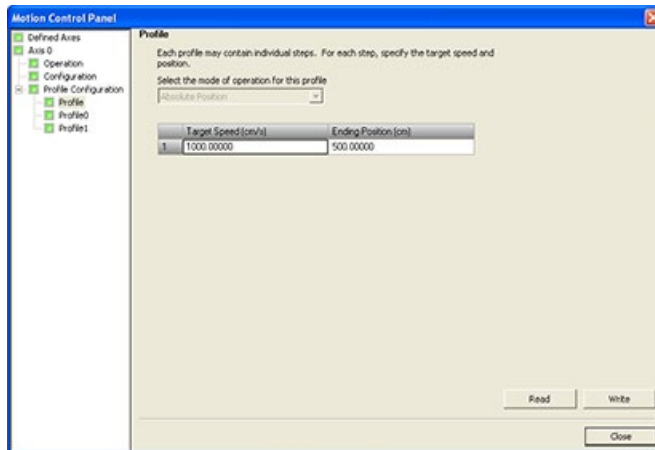 Motion Control Panel
Defined Axes
Axis 0
Operation
Configuration
Profile Configuration
Profile
Profile0
Profile1
Profile
Each profile may contain individual steps. For each step, specify the target speed and
position.
Select the mode of operation for this profile
Absolute Position
Target Speed (cm/s) Ending Position (cm)
1 1000.00000 500.00000
Read Write
Close